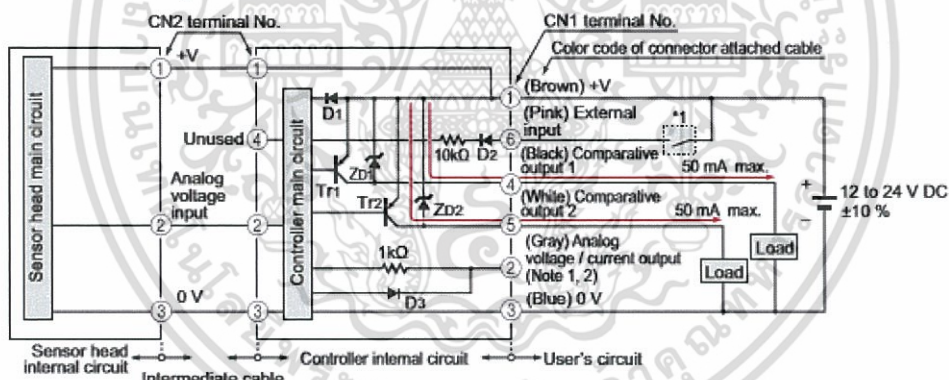 CN2 terminal No.
CN1 terminal No.
Color code of connector attached cable
+V
1
1
1
(Brown) +V
D1
(Pink) External
input
*1
Unused
4
6
10kΩ
D2
(Black) Comparative
output 1
50 mA max.
4
Analog
voltage
input
ZD1
Tr1
Tr2
ZD2
(White) Comparative
output 2
50 mA max.
5
+
−
12 to 24 V DC
±10 %
2
2
1kΩ
(Gray) Analog
voltage / current output
(Note 1, 2)
2
Load
Load
D3
0 V
3
3
3
(Blue) 0 V
Sensor head main circuit
Controller main circuit
Sensor head
internal circuit
Intermediate cable
Controller internal circuit
User's circuit